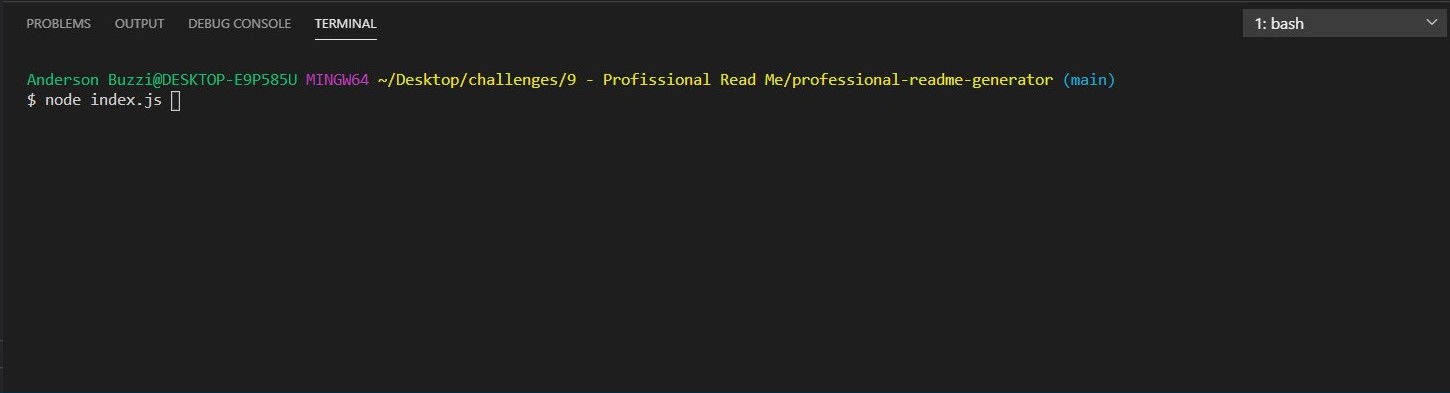 PROBLEMS OUTPUT DEBUG CONSOLE TERMINAL 1: bash
Anderson Buzzi@DESKTOP-E9P585U MINGW64 ~/Desktop/challenges/9 - Profissional Read Me/professional-readme-generator (main)
$ node index.js